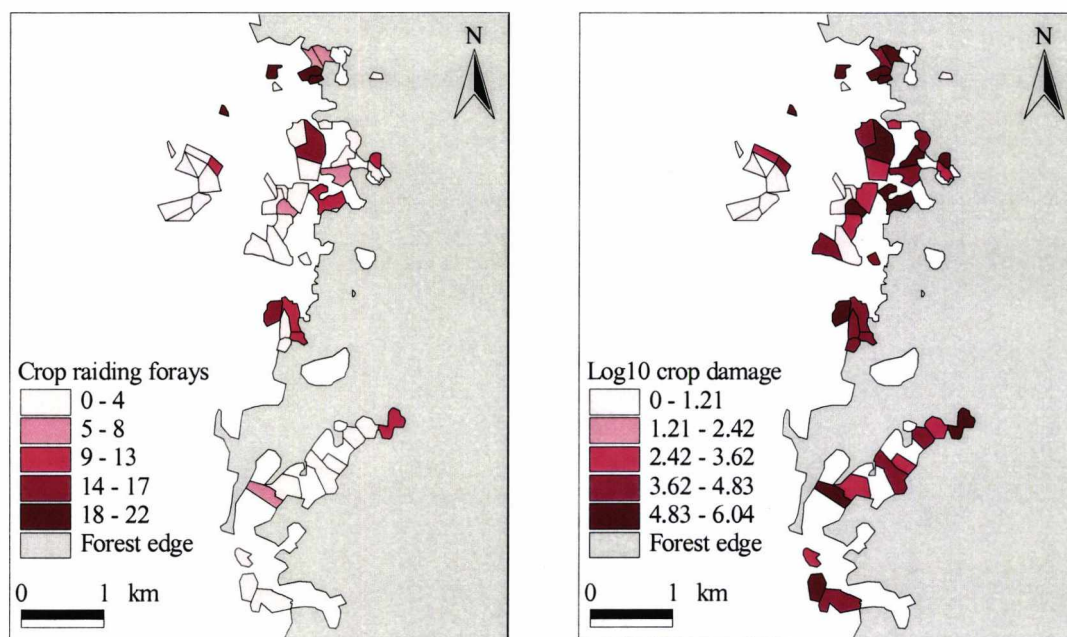 N
Crop raiding forays
0 - 4
5 - 8
9 - 13
14 - 17
18 - 22
Forest edge
0 1 km
N
Log10 crop damage
0 - 1.21
1.21 - 2.42
2.42 - 3.62
3.62 - 4.83
4.83 - 6.04
Forest edge
0 1 km